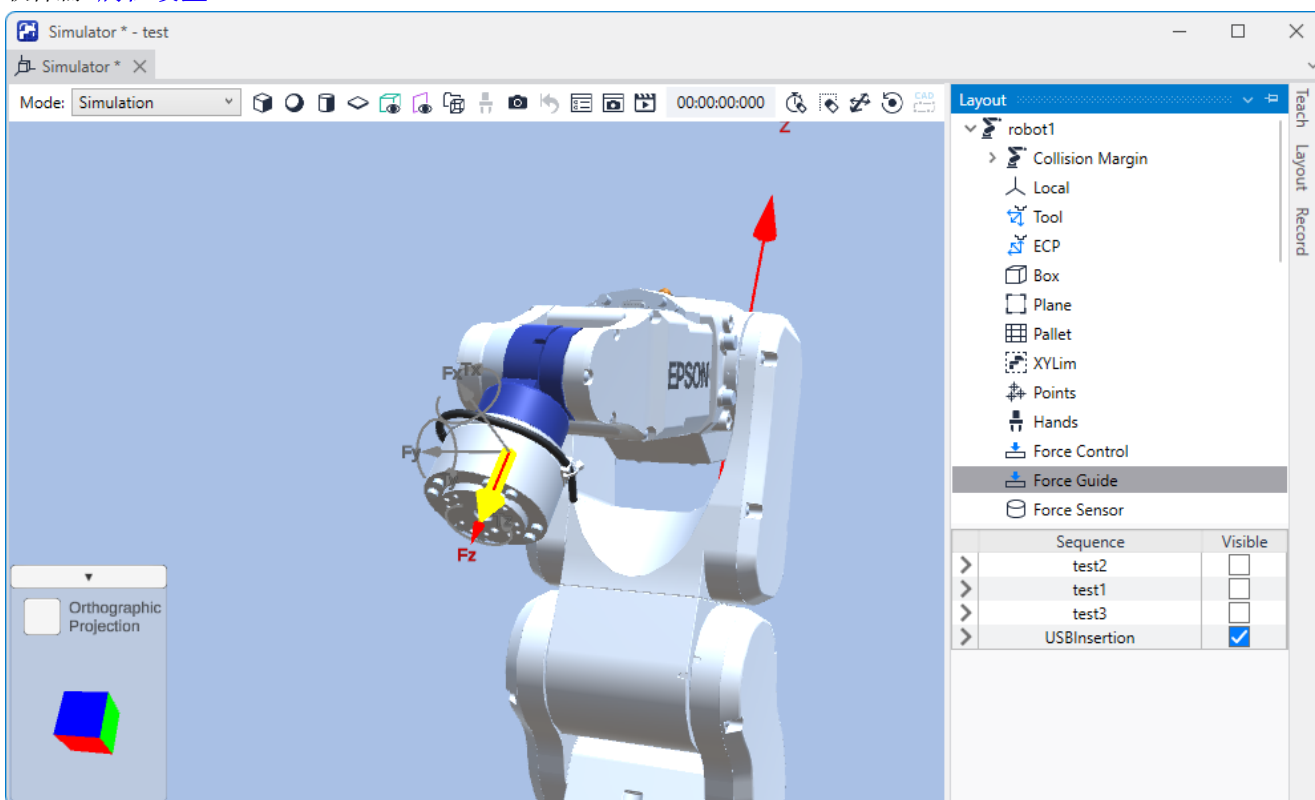 Simulator * - test
Simulator *
Mode: Simulation
00:00:00:000
CAD
Layout
Teach
Layout
Record
robot1
Collision Margin
Local
Tool
ECP
Box
Plane
Pallet
XYLim
Points
Hands
Force Control
Force Guide
Force Sensor
Sequence Visible
test2
test1
test3
USBInsertion
Z
EPSON
Fx
Tx
Fy
Fz
Orthographic
Projection